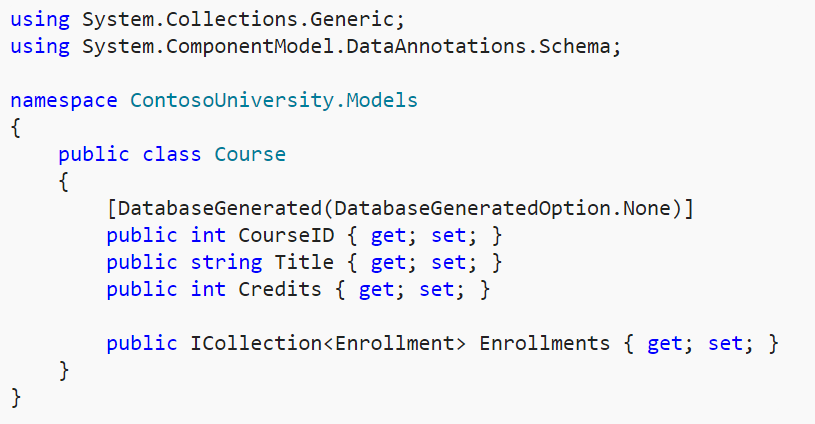 using System.Collections.Generic;
using System.ComponentModel.DataAnnotations.Schema;

namespace ContosoUniversity.Models
{
    public class Course
    {
        [DatabaseGenerated(DatabaseGeneratedOption.None)]
        public int CourseID { get; set; }
        public string Title { get; set; }
        public int Credits { get; set; }

        public ICollection<Enrollment> Enrollments { get; set; }
    }
}